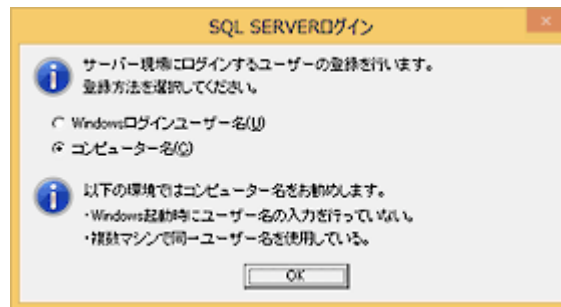 SQL SERVERログイン
サーバー環境にログインするユーザーの登録を行います。
登録方法を選択してください。
Windowsログインユーザー名(U)
コンピューター名(C)
以下の環境ではコンピューター名をお勧めします。
・Windows起動時にユーザー名の入力を行っていない。
・複数マシンで同一ユーザー名を使用している。
OK